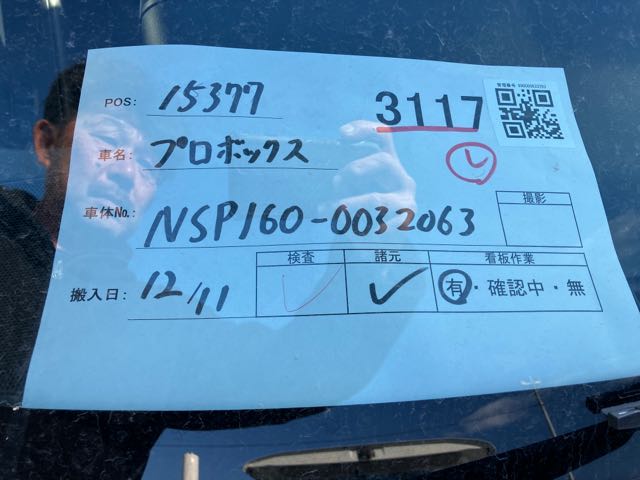 POS: 15377
3117
車名: プロボックス
レ
車体No.: NSP160-0032063
撮影
搬入日: 12/11
検査 諸元 看板作業
有・確認中・無